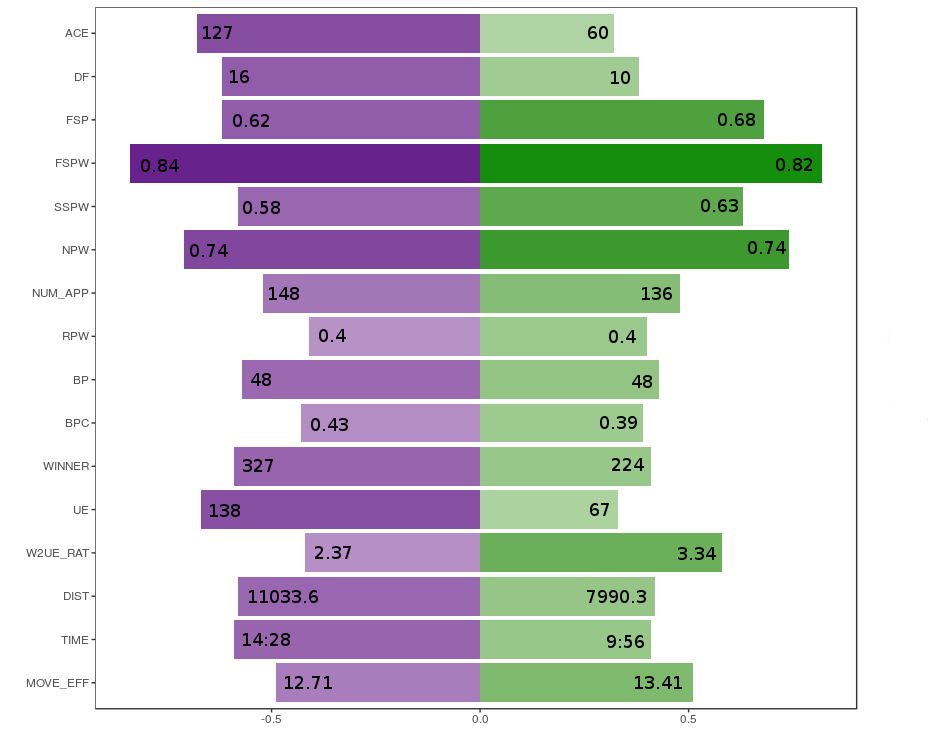 ACE 127 60
DF 16 10
FSP 0.62 0.68
FSPW 0.84 0.82
SSPW 0.58 0.63
NPW 0.74 0.74
NUM_APP 148 136
RPW 0.4 0.4
BP 48 48
BPC 0.43 0.39
WINNER 327 224
UE 138 67
W2UE_RAT 2.37 3.34
DIST 11033.6 7990.3
TIME 14:28 9:56
MOVE_EFF 12.71 13.41
-0.5 0.0 0.5